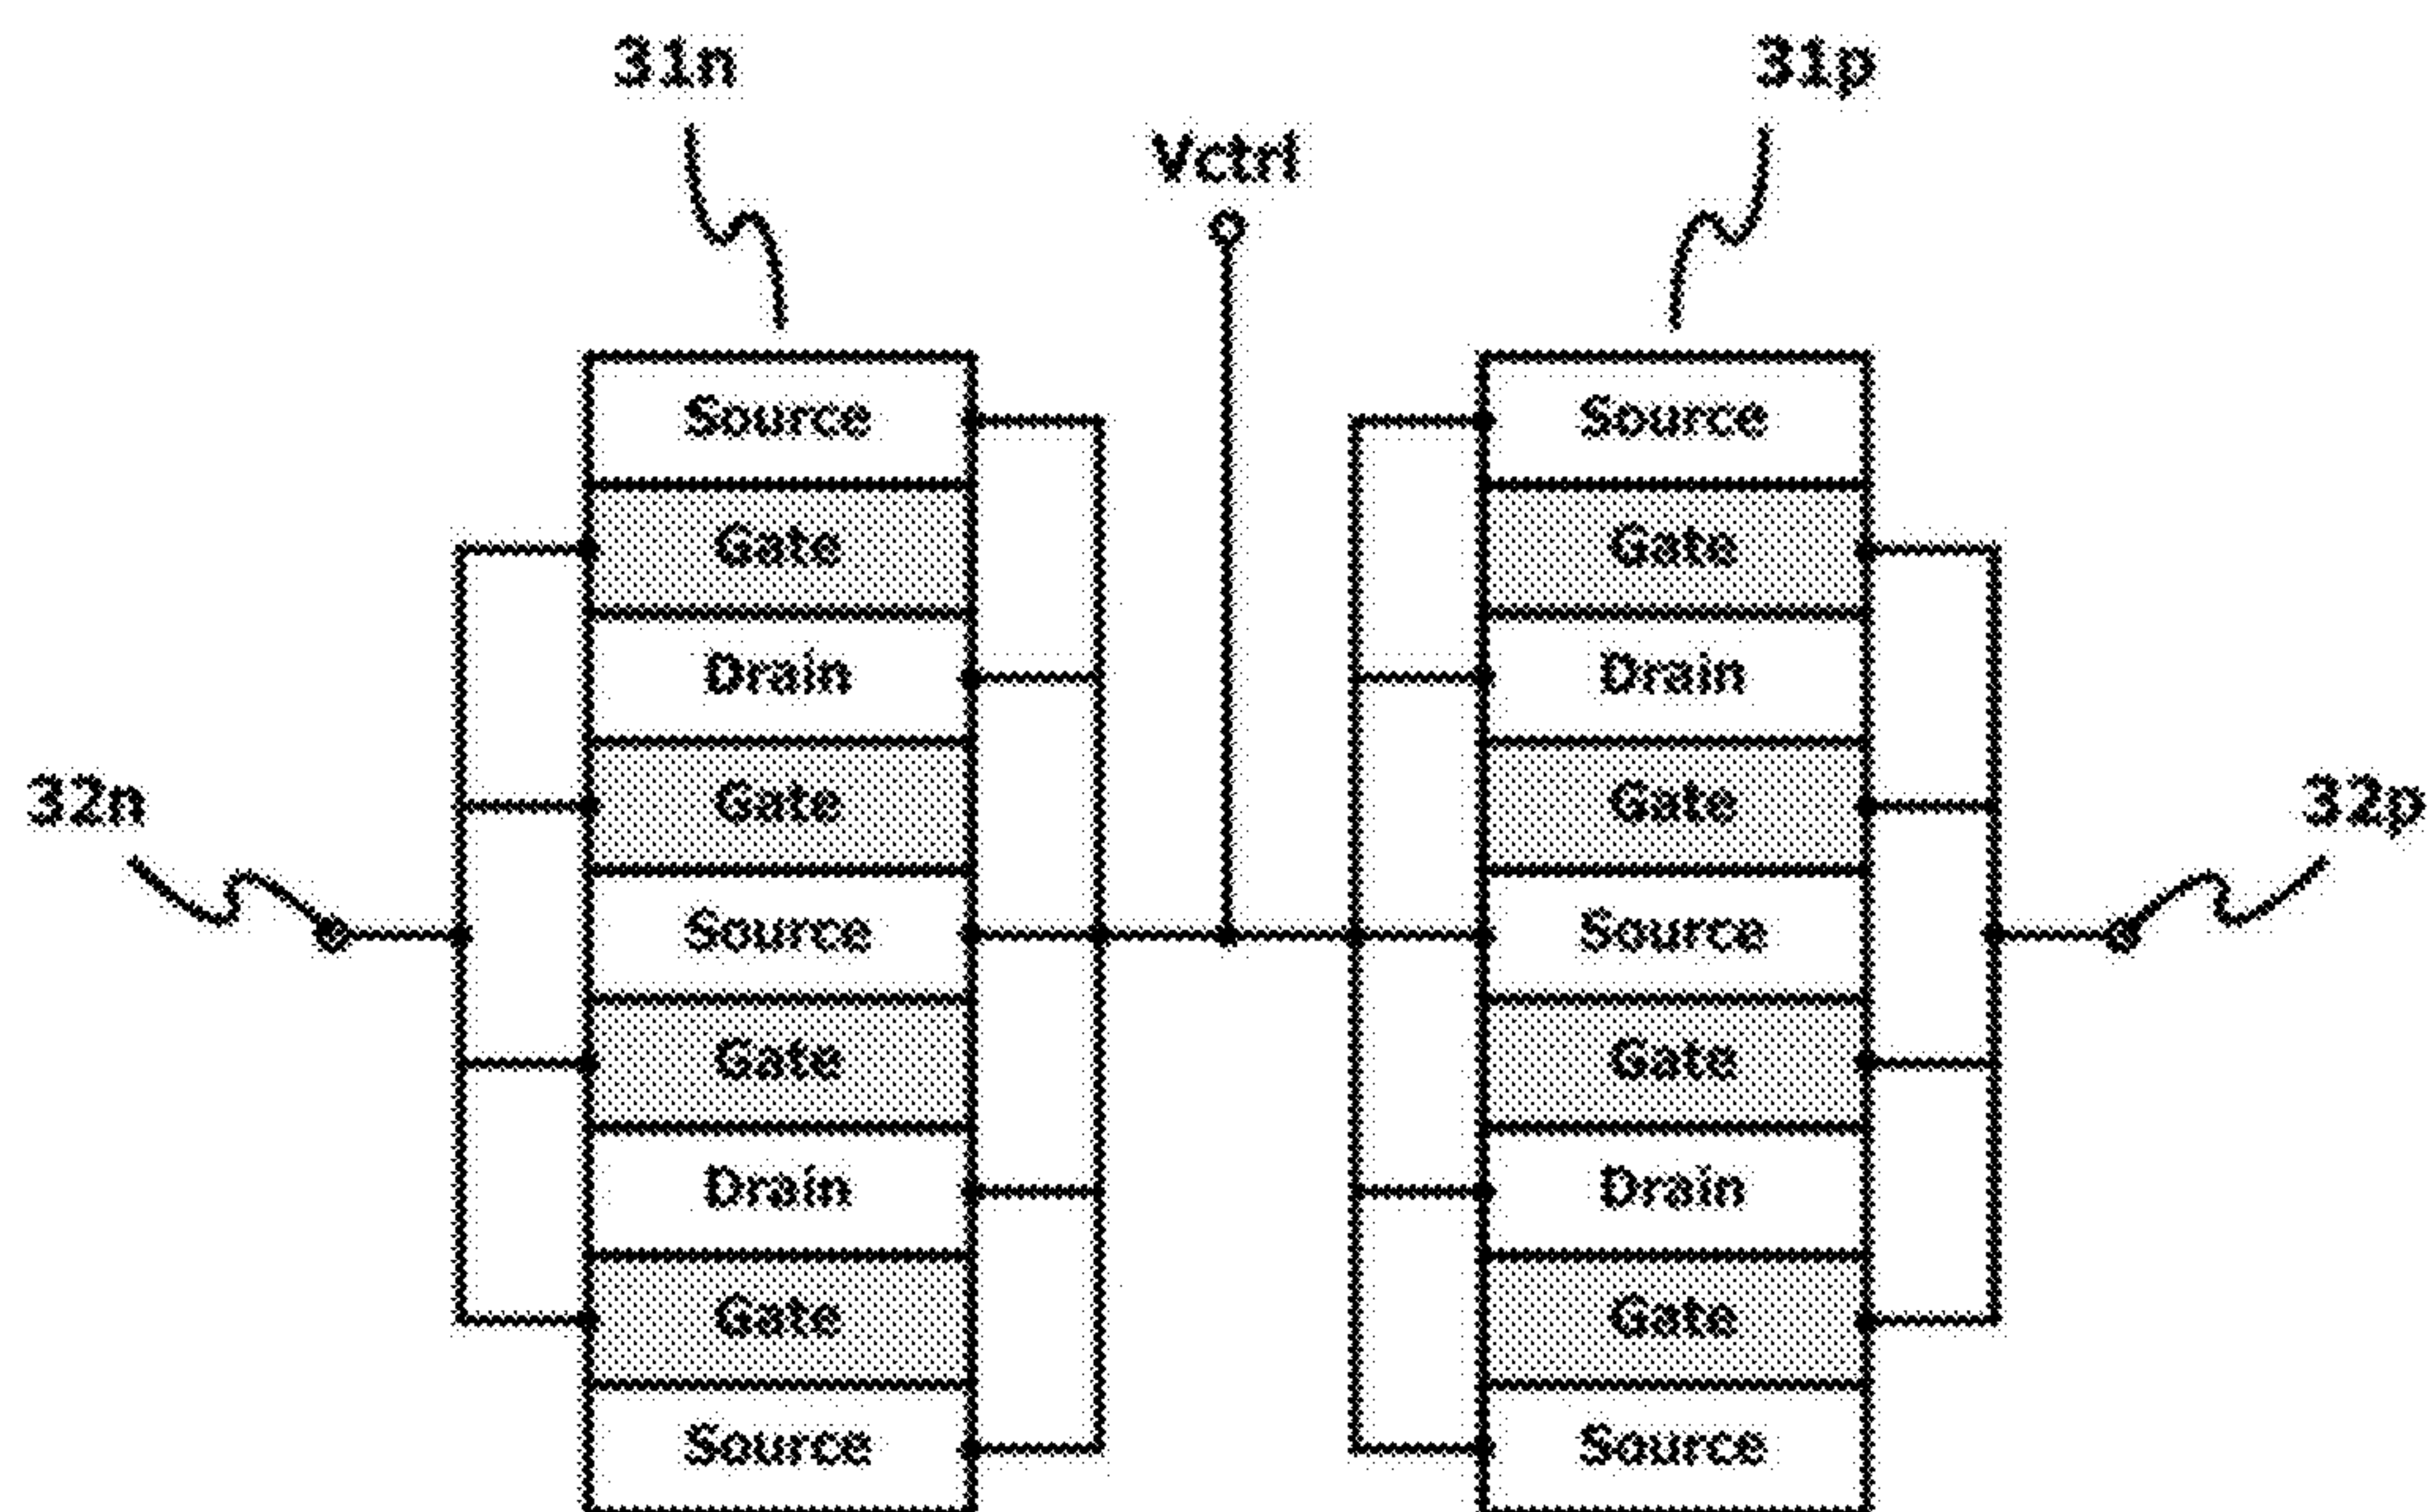 31n
31p
Vctrl
Source
Source
Gate
Gate
Drain
Drain
32n
Gate
Gate
32p
Source
Source
Gate
Gate
Drain
Drain
Gate
Gate
Source
Source